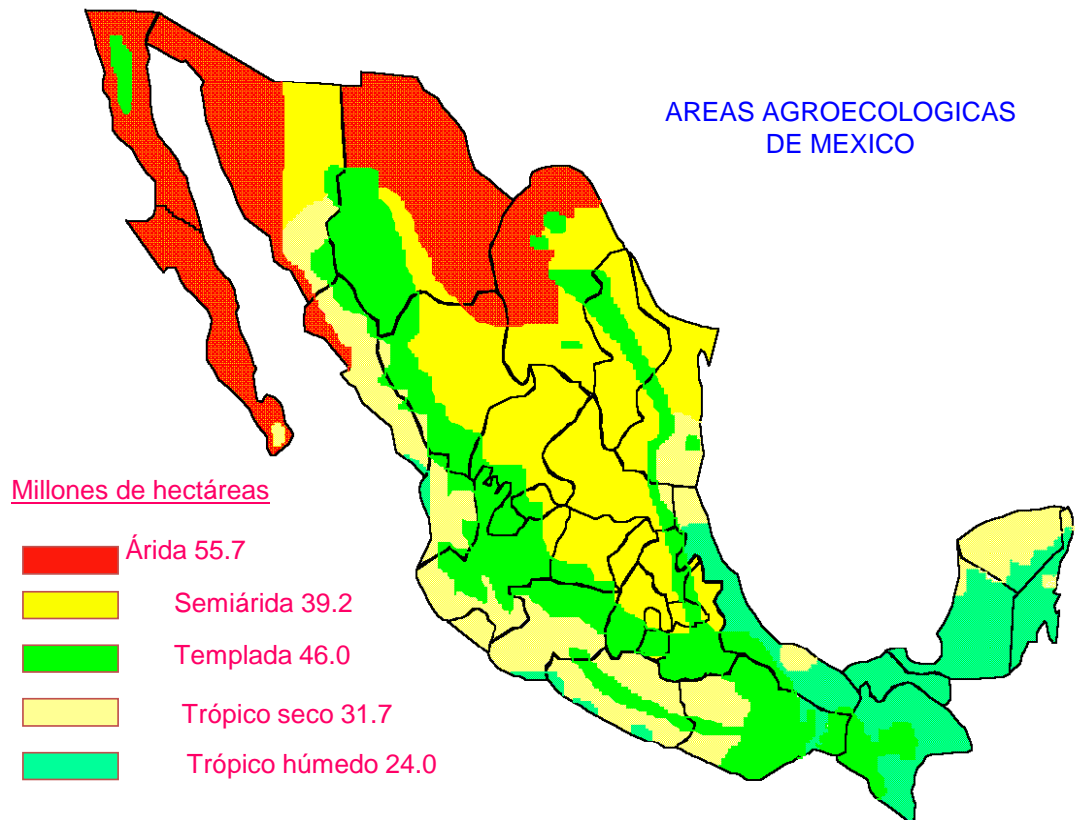 AREAS AGROECOLOGICAS
DE MEXICO
Millones de hectáreas
Árida 55.7
Semiárida 39.2
Templada 46.0
Trópico seco 31.7
Trópico húmedo 24.0